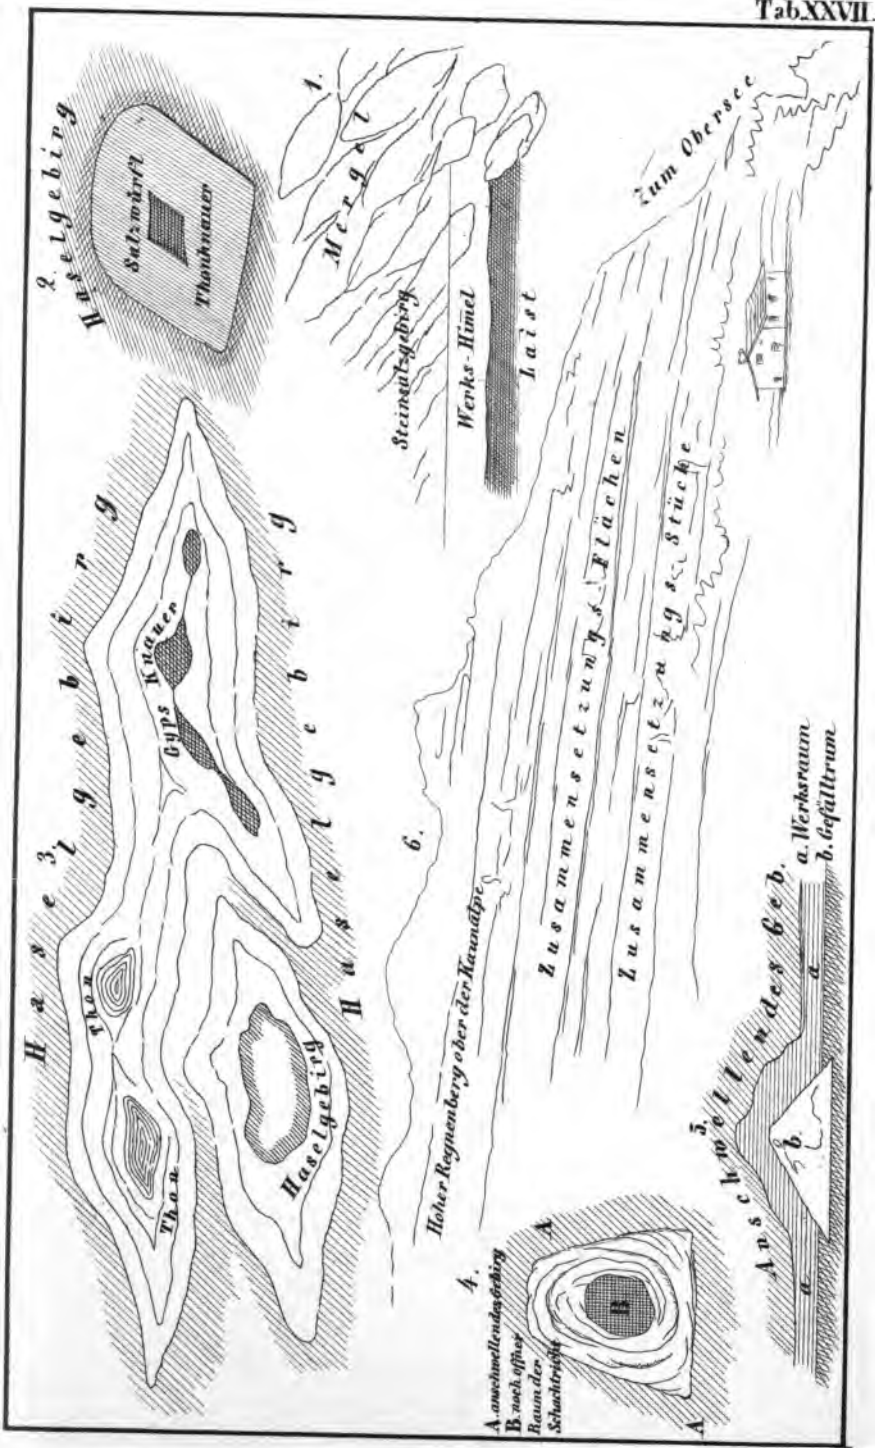 Tab.XXVII.
2.
Haselgebirg
Salzwürfl
Thonknauer
1.
Mergel
Steinsalzgebirg
Werks-Himel
Laist
3.
Haselgebirg
Gyps Knauer
Thon
Thon
Haselgebirg
Haselgebirg
6.
Zum Obersee
Hoher Regnenberg ober der Kaunalpe
Zusammensetzungs Flächen
Zusammensetzungs Stücke
4.
A. anschwellendes Gebirg
B. noch offner
Raum der
Schachtricht
A
B
A
5.
Anschwellendes Geb.
a. Werksraum
b. Gefälltrum
a
b.
a